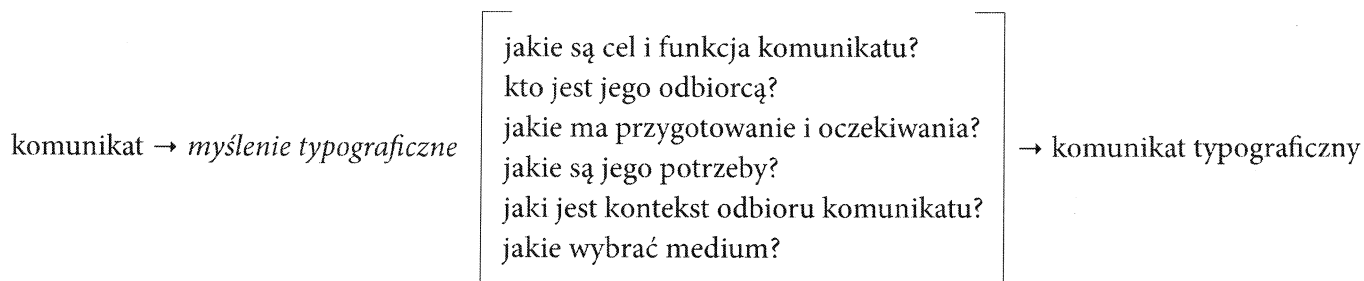 jakie są cel i funkcja komunikatu?
kto jest jego odbiorcą?
jakie ma przygotowanie i oczekiwania?
komunikat → myślenie typograficzne
→ komunikat typograficzny
jakie są jego potrzeby?
jaki jest kontekst odbioru komunikatu?
jakie wybrać medium?